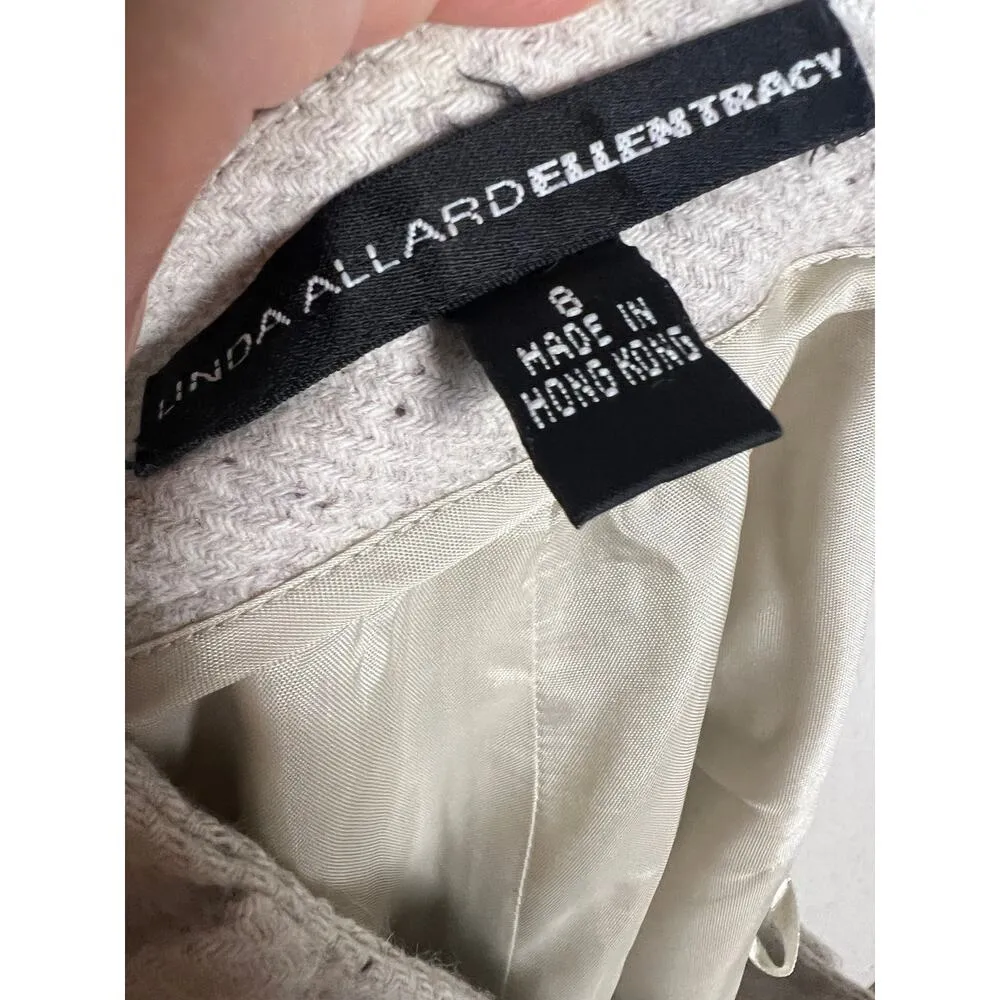 LINDA ALLARD ELLEN TRACY
8
MADE IN
HONG KONG